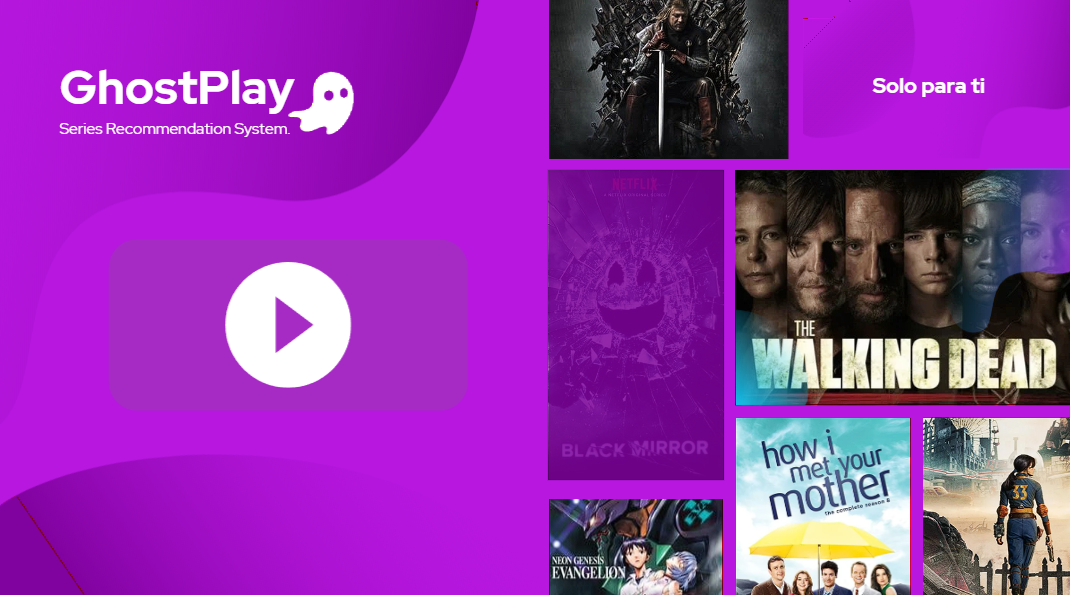 GhostPlay
Series Recommendation System.
Solo para ti
NETFLIX
BLACK MIRROR
THE
WALKING DEAD
how i
met your
mother
the complete season 8
NEON GENESIS
EVANGELION
33